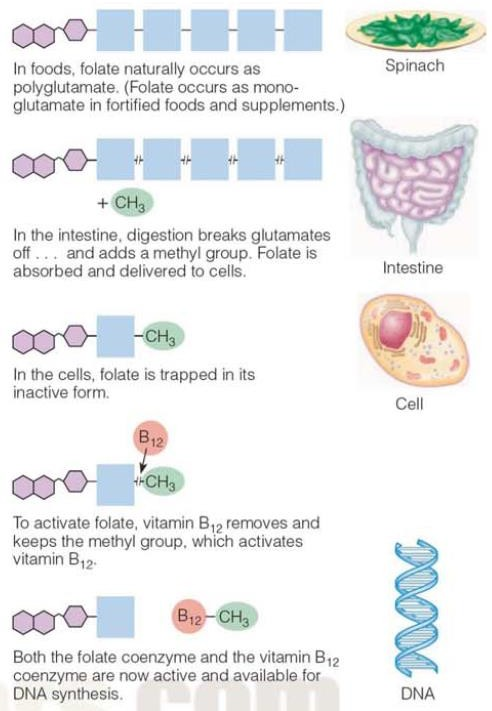 In foods, folate naturally occurs as
polyglutamate. (Folate occurs as mono-
glutamate in fortified foods and supplements.)
Spinach
+ CH3
In the intestine, digestion breaks glutamates
off . . . and adds a methyl group. Folate is
absorbed and delivered to cells.
Intestine
CH3
In the cells, folate is trapped in its
inactive form.
Cell
B12
CH3
To activate folate, vitamin B12 removes and
keeps the methyl group, which activates
vitamin B12.
B12 CH3
Both the folate coenzyme and the vitamin B12
coenzyme are now active and available for
DNA synthesis.
DNA